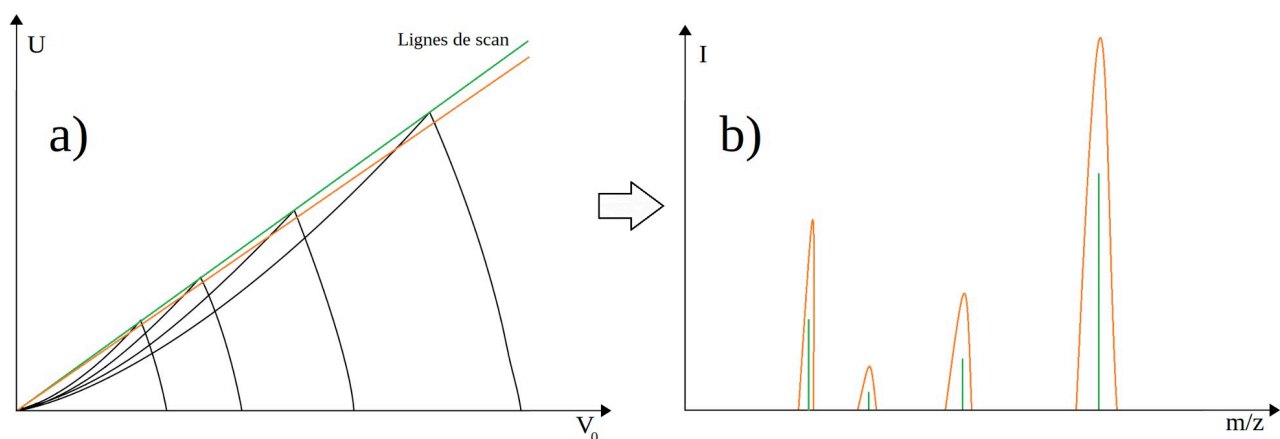 U
Lignes de scan
a)
V₀
I
b)
m/z